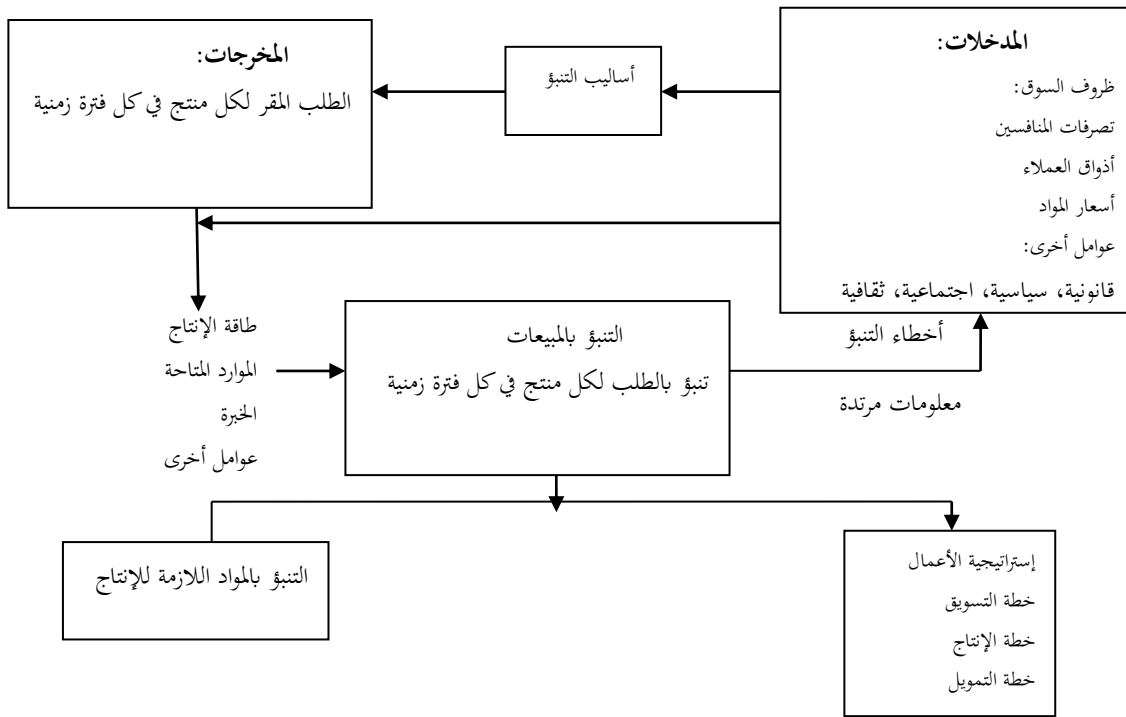 المدخلات:
ظروف السوق:
تصرفات المنافسين
أذواق العملاء
أسعار المواد
عوامل أخرى:
قانونية، سياسية، اجتماعية، ثقافية
أساليب التنبؤ
المخرجات:
الطلب المقر لكل منتج في كل فترة زمنية
طاقة الإنتاج
الموارد المتاحة
الخبرة
عوامل أخرى
التنبؤ بالمبيعات
تنبؤ بالطلب لكل منتج في كل فترة زمنية
أخطاء التنبؤ
معلومات مرتدة
إستراتيجية الأعمال
خطة التسويق
خطة الإنتاج
خطة التمويل
التنبؤ بالمواد اللازمة للإنتاج